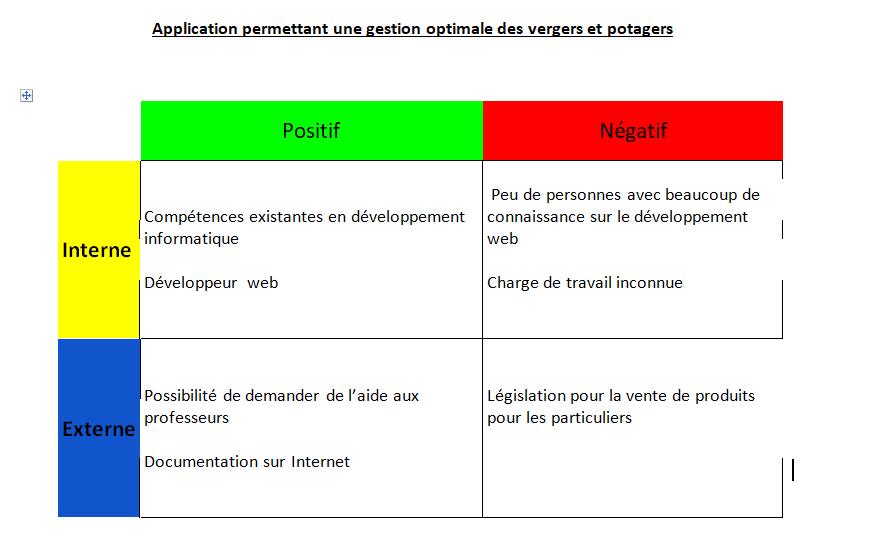 Application permettant une gestion optimale des vergers et potagers
Positif
Négatif
Interne
Compétences existantes en développement
informatique
Développeur web
Peu de personnes avec beaucoup de
connaissance sur le développement
web
Charge de travail inconnue
Externe
Possibilité de demander de l’aide aux
professeurs
Documentation sur Internet
Législation pour la vente de produits
pour les particuliers